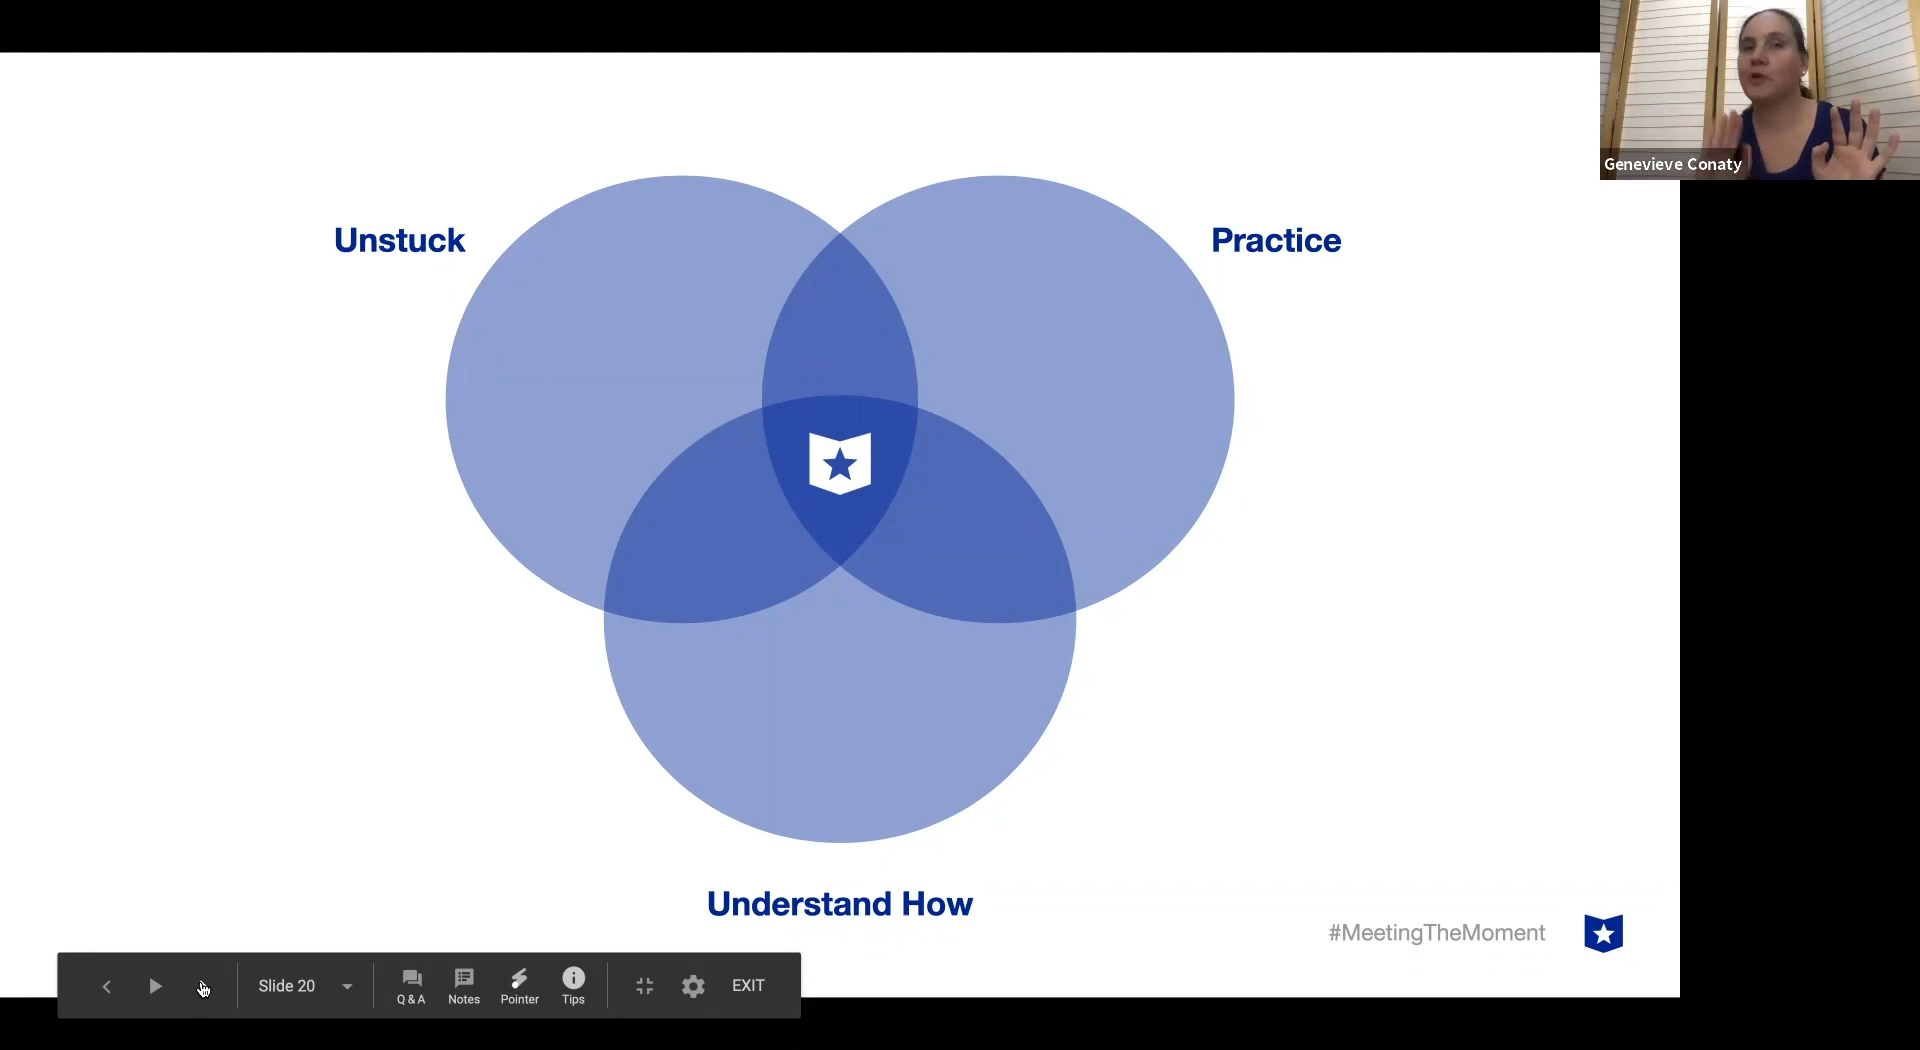 Genevieve Conaty
Unstuck
Practice
Understand How
#MeetingTheMoment
Slide 20
Q & A
Notes
Pointer
Tips
EXIT